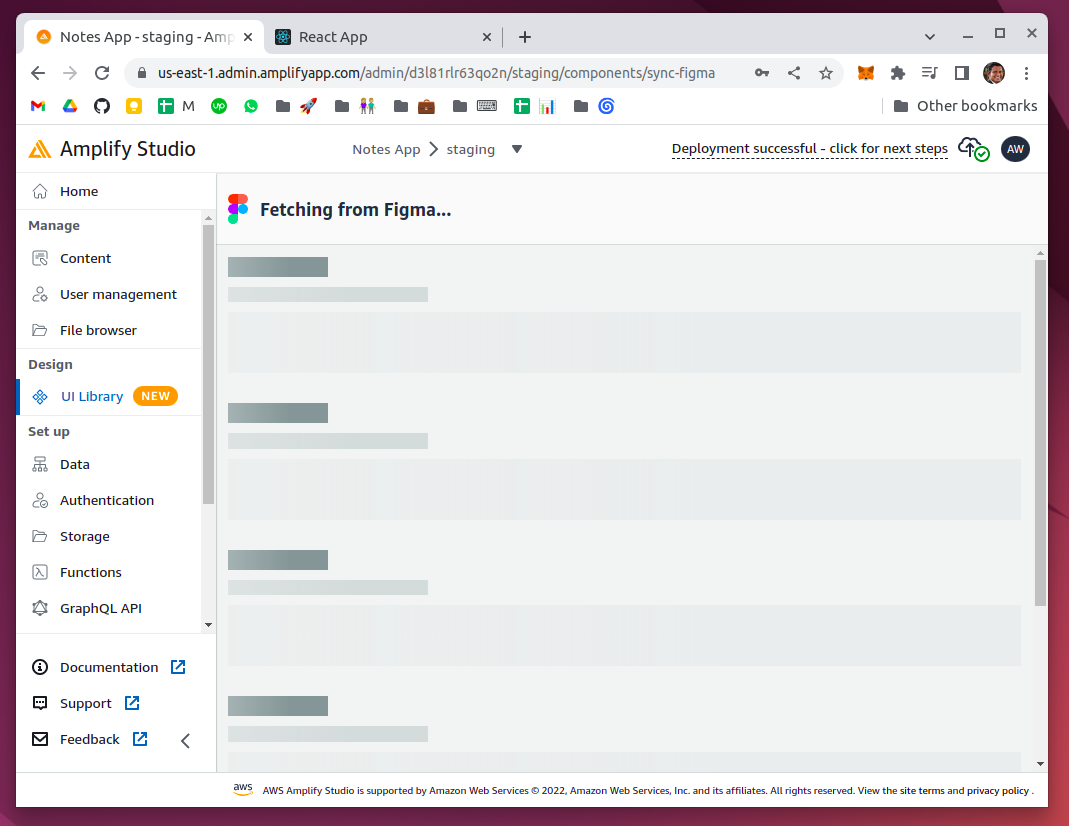 Notes App - staging - Amp
React App
us-east-1.admin.amplifyapp.com/admin/d3l81rlr63qo2n/staging/components/sync-figma
M
up
Other bookmarks
Amplify Studio
Notes App
staging
Deployment successful - click for next steps
AW
Home
Fetching from Figma...
Manage
Content
User management
File browser
Design
UI Library NEW
Set up
Data
Authentication
Storage
Functions
GraphQL API
Documentation
Support
Feedback
aws AWS Amplify Studio is supported by Amazon Web Services © 2022, Amazon Web Services, Inc. and its affiliates. All rights reserved. View the site terms and privacy policy .